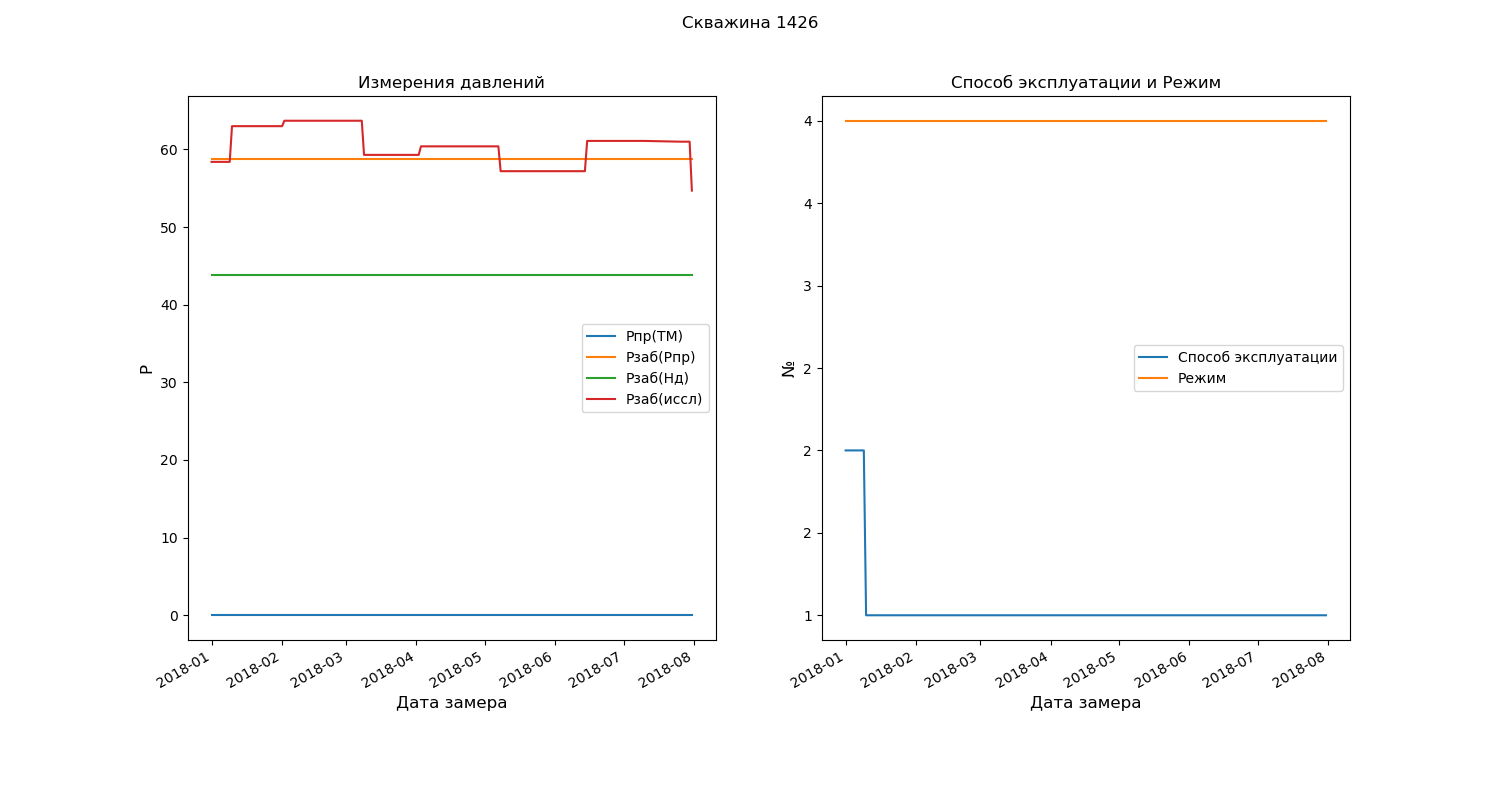 Скважина 1426
Измерения давлений
60
50
40
30
20
10
0
P
Рпр(ТМ)
Рзаб(Рпр)
Рзаб(Нд)
Рзаб(иссл)
2018-01
2018-02
2018-03
2018-04
2018-05
2018-06
2018-07
2018-08
Дата замера
Способ эксплуатации и Режим
4
4
3
2
2
2
1
№
Способ эксплуатации
Режим
2018-01
2018-02
2018-03
2018-04
2018-05
2018-06
2018-07
2018-08
Дата замера